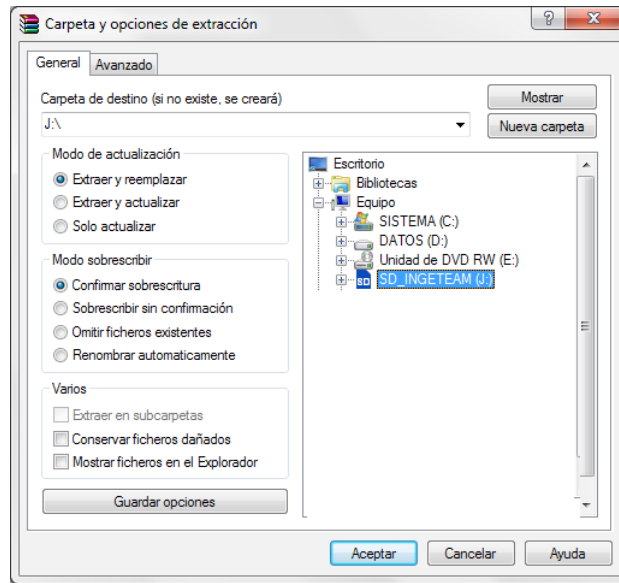 Carpeta y opciones de extracción
General
Avanzado
Carpeta de destino (si no existe, se creará)
Mostrar
J:\
Nueva carpeta
Modo de actualización
Extraer y reemplazar
Extraer y actualizar
Solo actualizar
Modo sobrescribir
Confirmar sobrescritura
Sobrescribir sin confirmación
Omitir ficheros existentes
Renombrar automaticamente
Varios
Extraer en subcarpetas
Conservar ficheros dañados
Mostrar ficheros en el Explorador
Guardar opciones
Escritorio
Bibliotecas
Equipo
SISTEMA (C:)
DATOS (D:)
Unidad de DVD RW (E:)
SD SD_INGETEAM (J:)
Aceptar
Cancelar
Ayuda